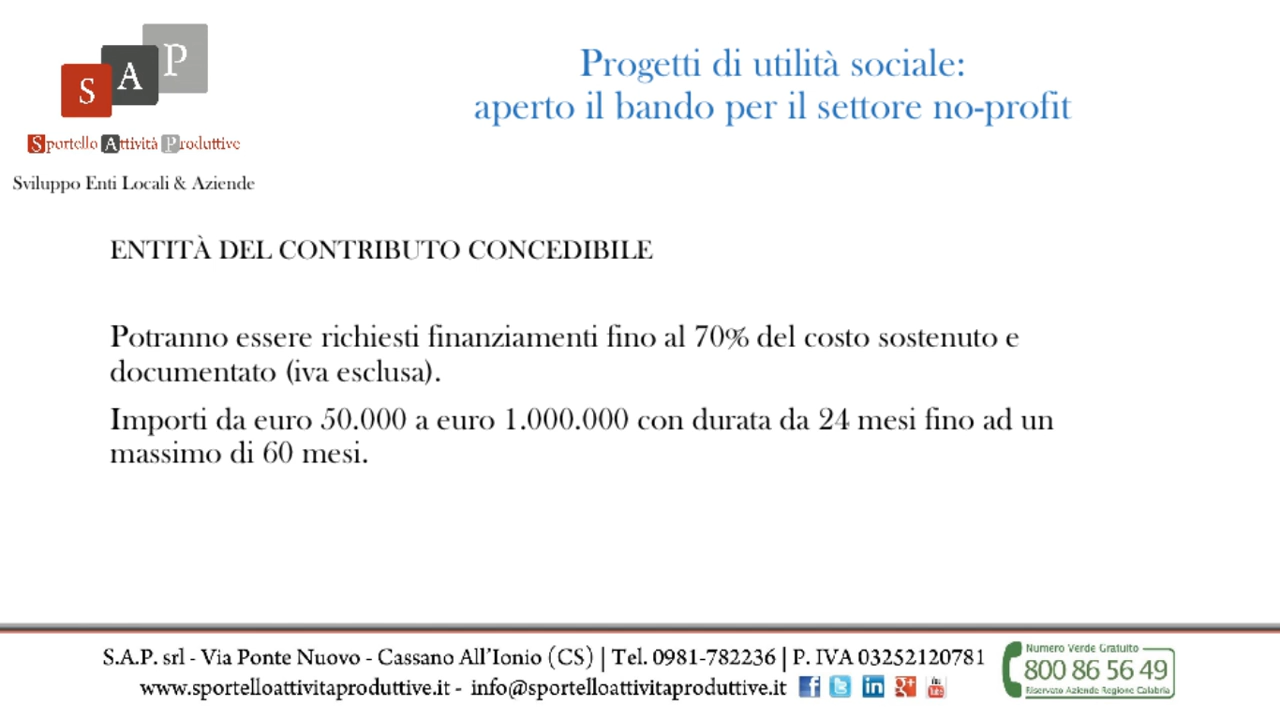 S A P
Sportello Attività Produttive
Sviluppo Enti Locali & Aziende
Progetti di utilità sociale:
aperto il bando per il settore no-profit
ENTITÀ DEL CONTRIBUTO CONCEDIBILE
Potranno essere richiesti finanziamenti fino al 70% del costo sostenuto e
documentato (iva esclusa).
Importi da euro 50.000 a euro 1.000.000 con durata da 24 mesi fino ad un
massimo di 60 mesi.
S.A.P. srl - Via Ponte Nuovo - Cassano All'Ionio (CS) | Tel. 0981-782236 | P. IVA 03252120781
www.sportelloattivitaproduttive.it - info@sportelloattivitaproduttive.it
Numero Verde Gratuito
800 86 56 49
Riservato Aziende Regione Calabria